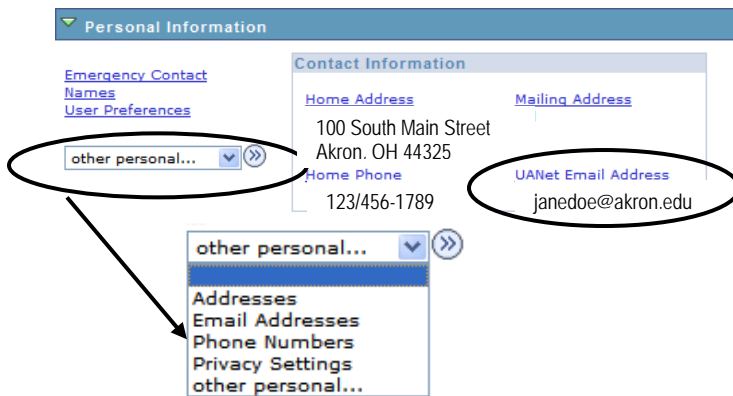 Personal Information
Emergency Contact
Names
User Preferences
other personal...
Contact Information
Home Address
Mailing Address
100 South Main Street
Akron. OH 44325
Home Phone
UANet Email Address
123/456-1789
janedoe@akron.edu
other personal...
Addresses
Email Addresses
Phone Numbers
Privacy Settings
other personal...